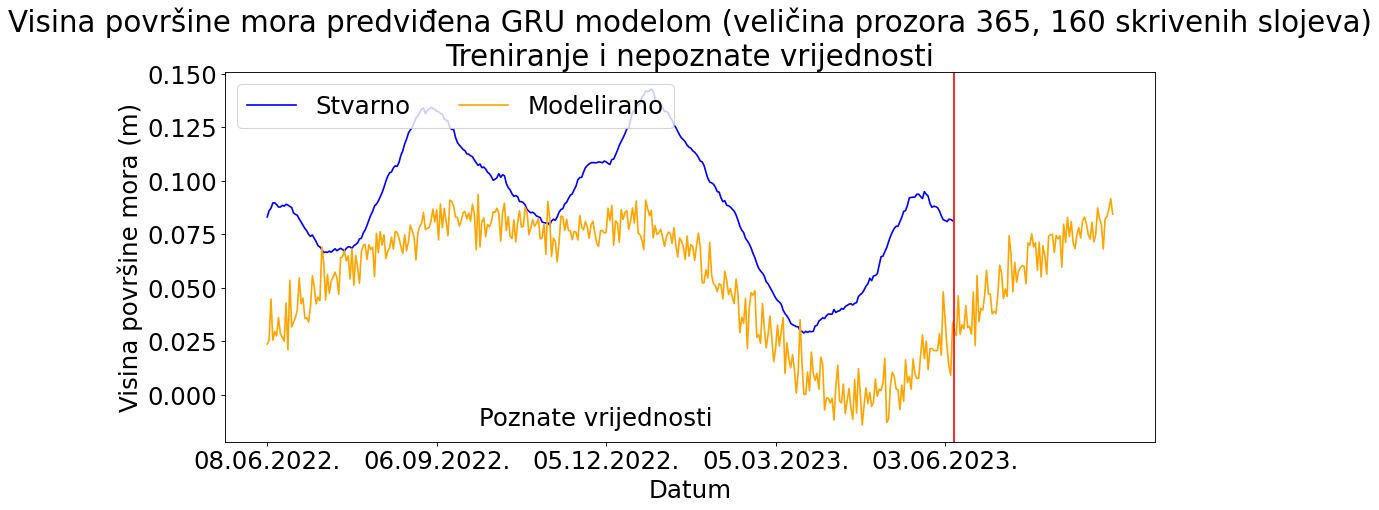 Visina površine mora predviđena GRU modelom (veličina prozora 365, 160 skrivenih slojeva)
Treniranje i nepoznate vrijednosti
0.150
0.125
0.100
0.075
0.050
0.025
0.000
Visina površine mora (m)
Stvarno Modelirano
Poznate vrijednosti
08.06.2022. 06.09.2022. 05.12.2022. 05.03.2023. 03.06.2023.
Datum